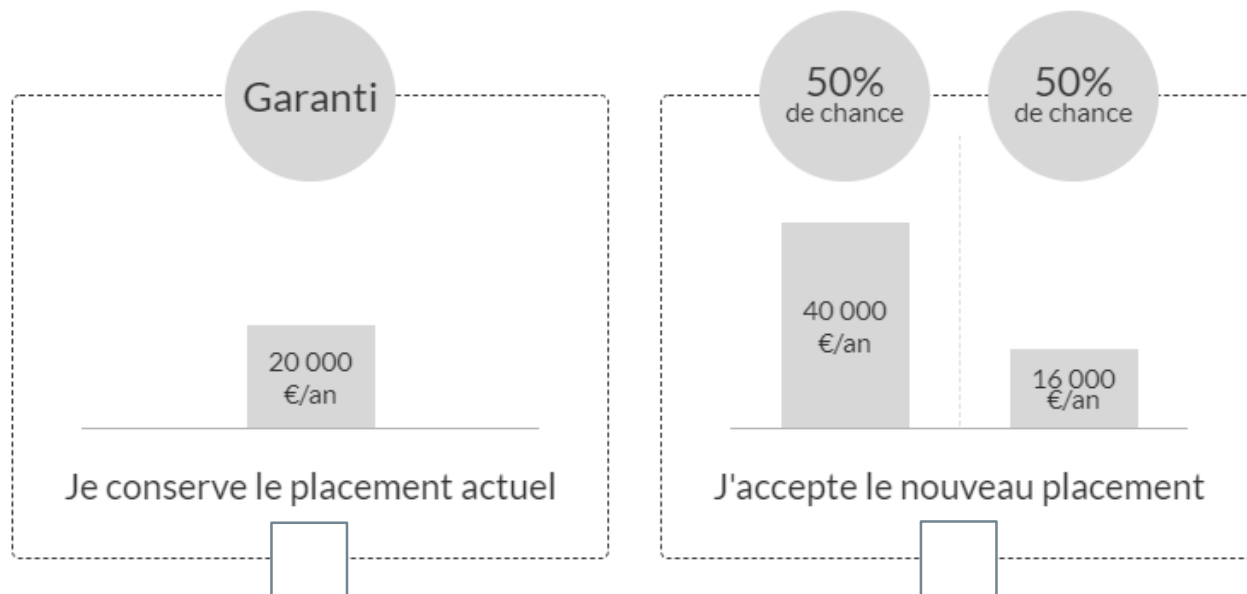 Garanti
20 000
€/an
Je conserve le placement actuel
50%
de chance
50%
de chance
40 000
€/an
16 000
€/an
J'accepte le nouveau placement